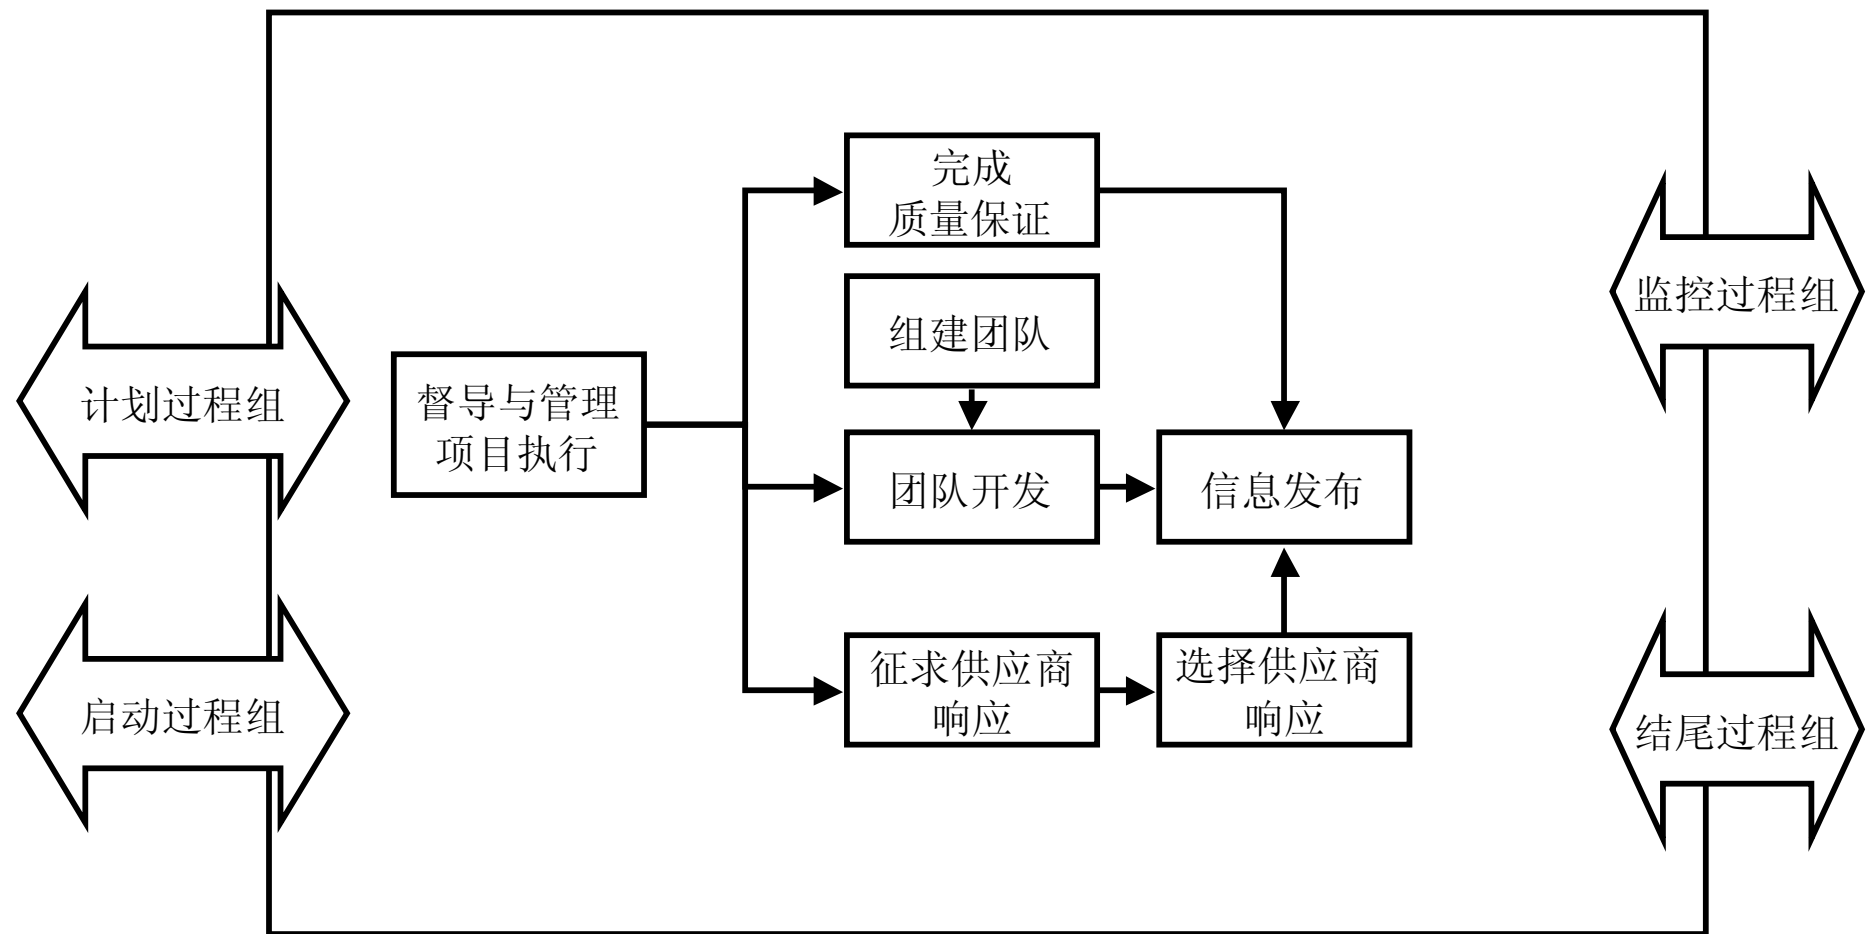 完成
质量保证
组建团队
监控过程组
计划过程组
督导与管理
项目执行
团队开发
信息发布
启动过程组
征求供应商
响应
选择供应商
响应
结尾过程组